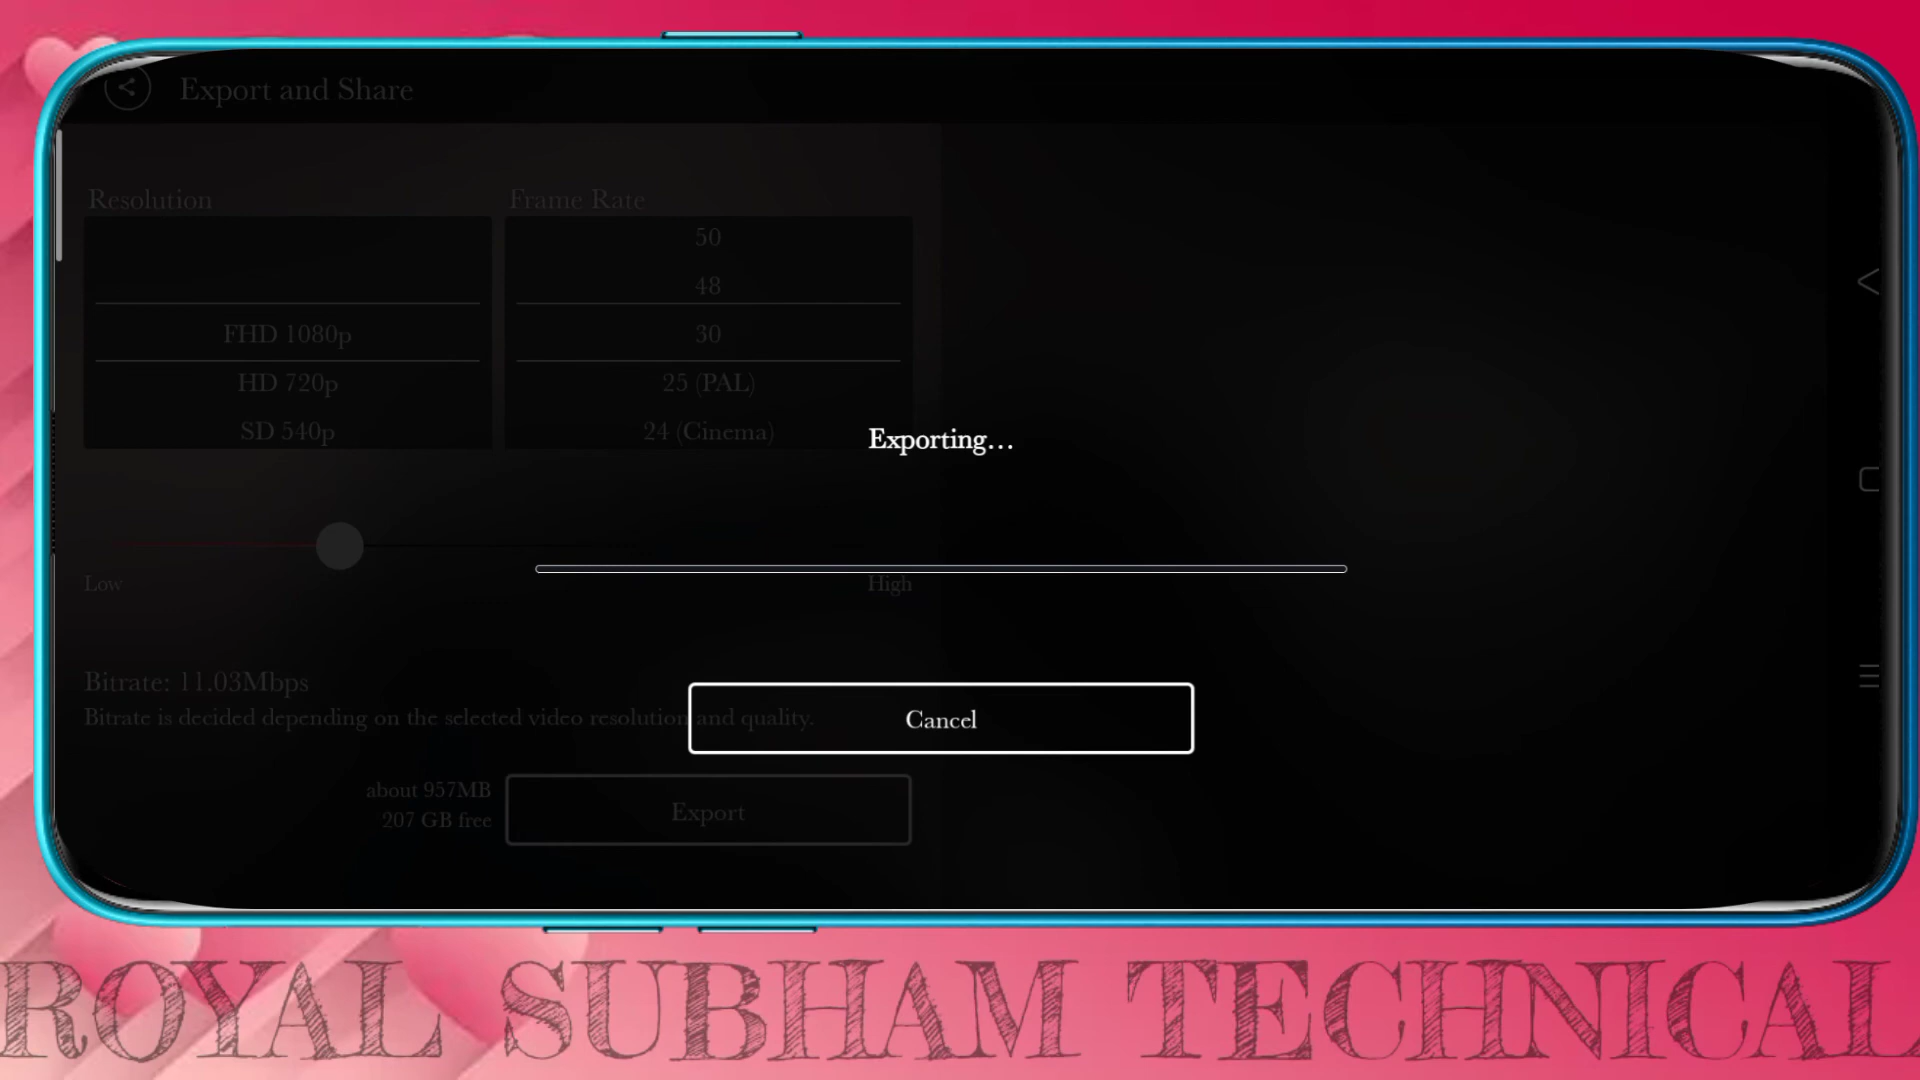 Export and Share
Resolution
Frame Rate
50
48
FHD 1080p
30
HD 720p
25 (PAL)
SD 540p
24 (Cinema)
Exporting...
Low
High
Bitrate: 11.03Mbps
Bitrate is decided depending on the selected video resolution and quality.
Cancel
about 957MB
207 GB free
Export
ROYAL SUBHAM TECHNICAL